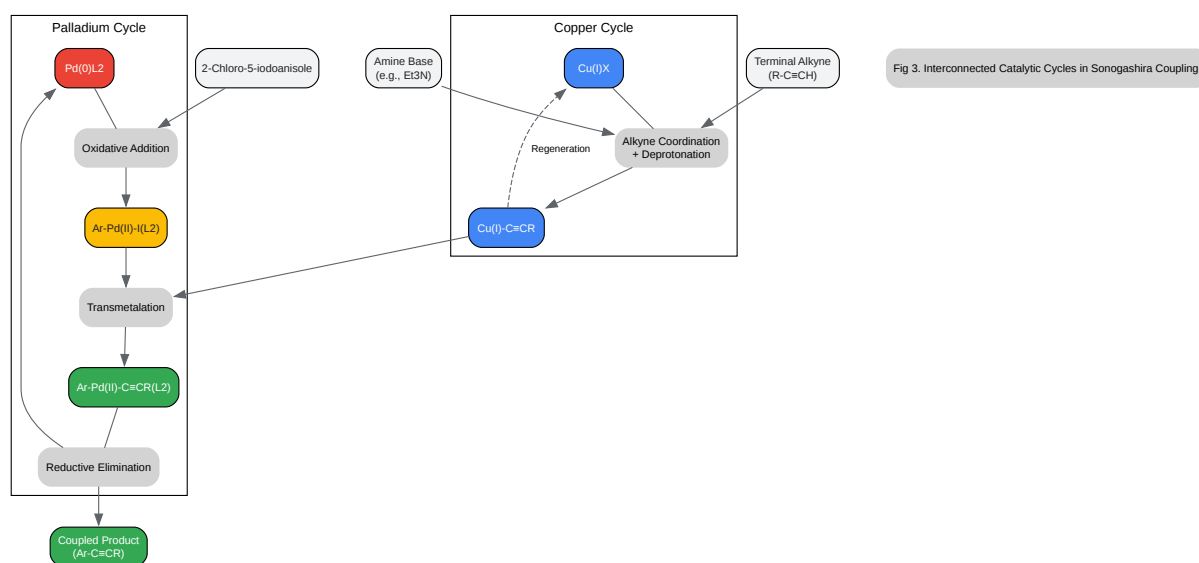 Palladium Cycle
Copper Cycle
Pd(0)L2
2-Chloro-5-iodoanisole
Amine Base
(e.g., Et3N)
Cu(I)X
Terminal Alkyne
(R-C≡CH)
Fig 3. Interconnected Catalytic Cycles in Sonogashira Coupling
Oxidative Addition
Regeneration
Alkyne Coordination
+ Deprotonation
Ar-Pd(II)-I(L2)
Cu(I)-C≡CR
Transmetalation
Ar-Pd(II)-C≡CR(L2)
Reductive Elimination
Coupled Product
(Ar-C≡CR)